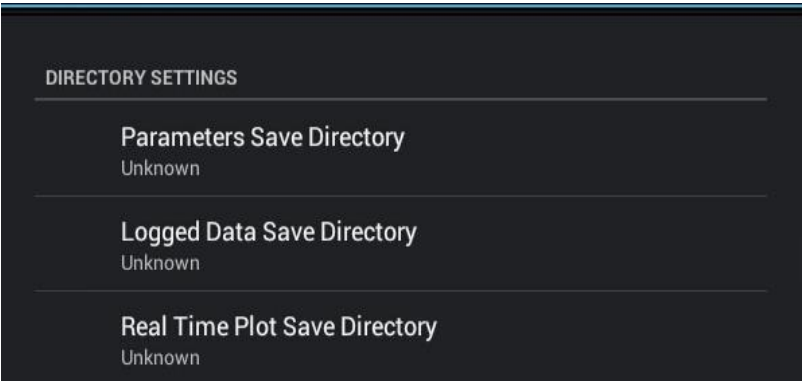 DIRECTORY SETTINGS
Parameters Save Directory
Unknown
Logged Data Save Directory
Unknown
Real Time Plot Save Directory
Unknown